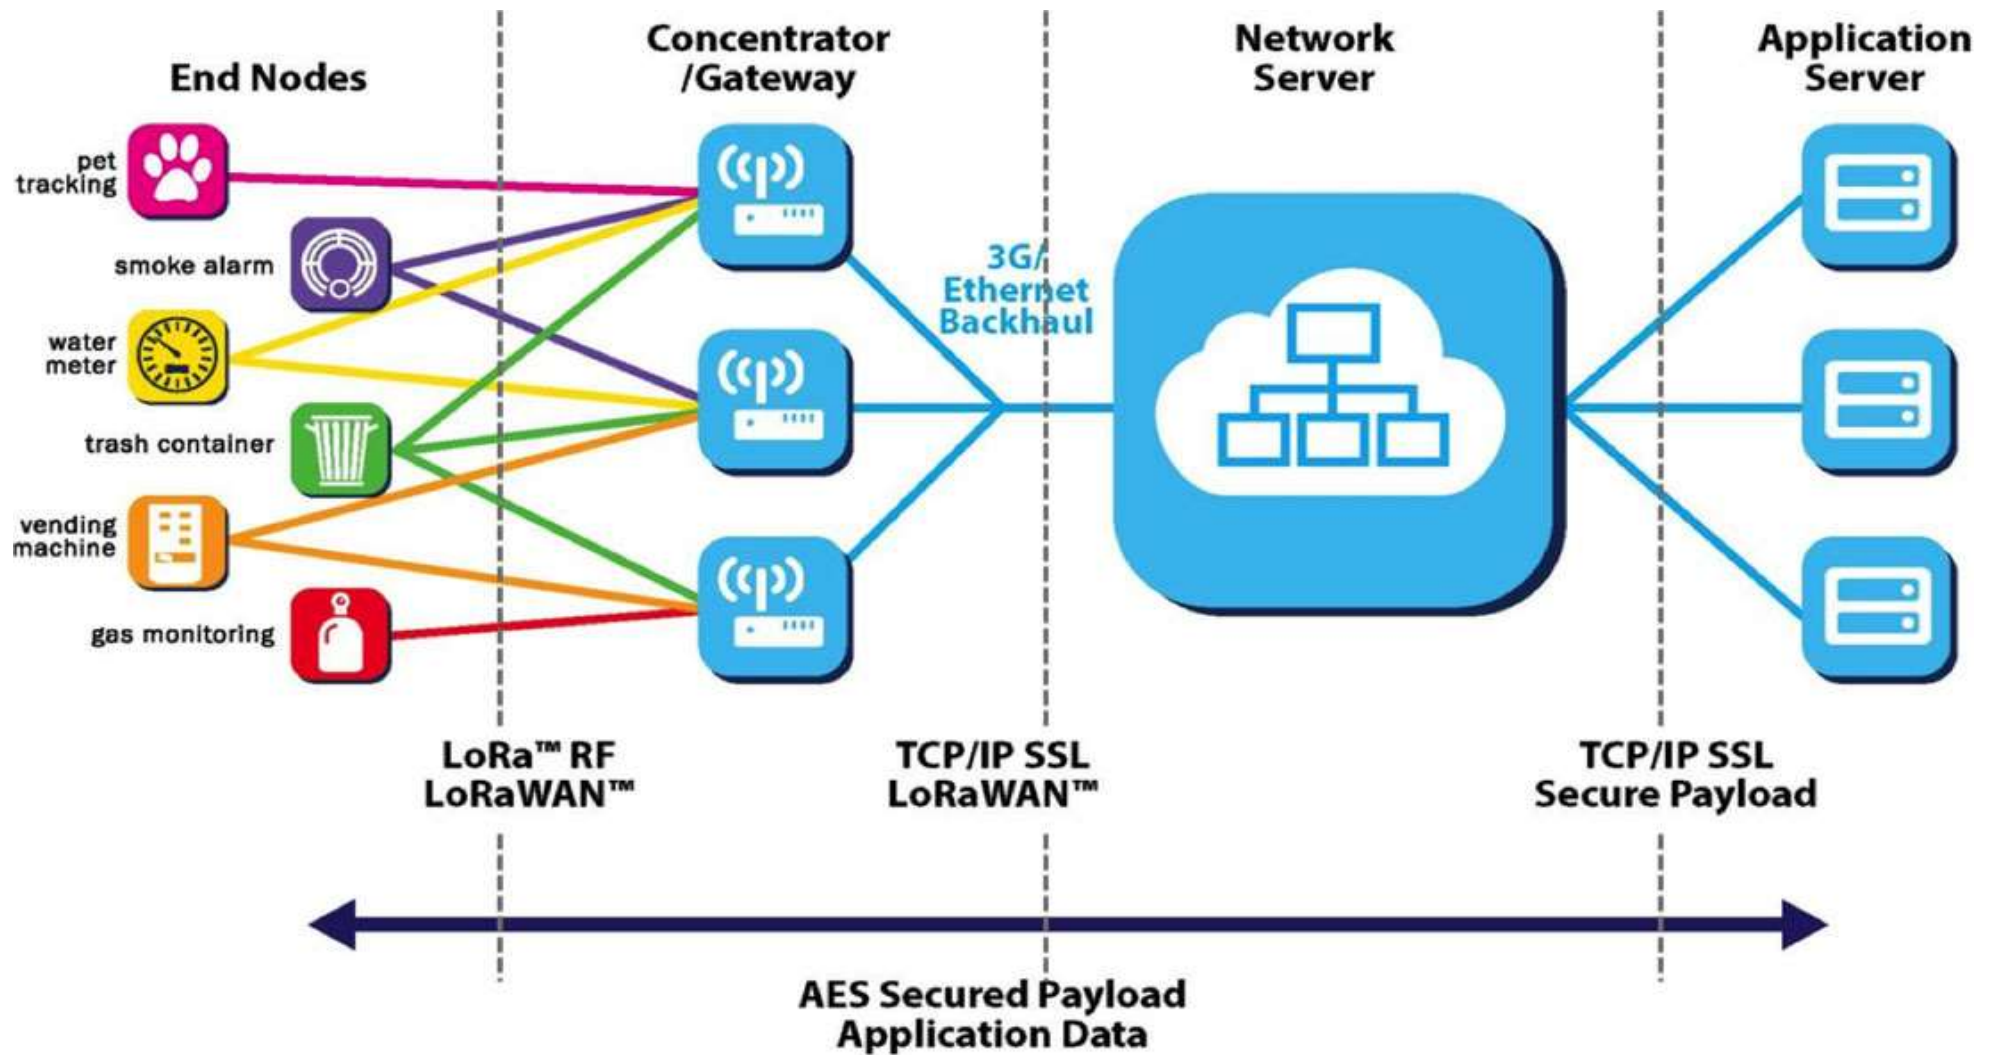 End Nodes
Concentrator
/Gateway
Network
Server
Application
Server
pet
tracking
smoke alarm
water
meter
trash container
vending
machine
gas monitoring
3G/
Ethernet
Backhaul
LoRa™ RF
LoRaWAN™
TCP/IP SSL
LoRaWAN™
TCP/IP SSL
Secure Payload
AES Secured Payload
Application Data